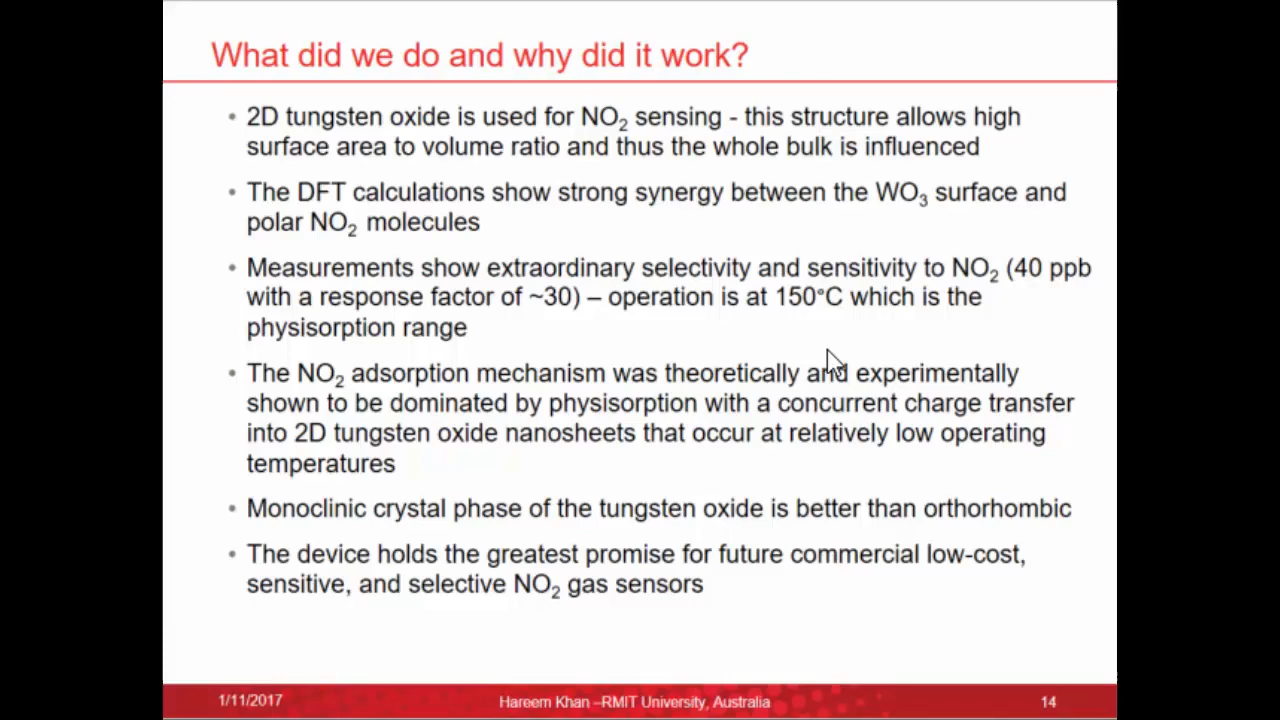 What did we do and why did it work?
• 2D tungsten oxide is used for NO₂ sensing - this structure allows high
surface area to volume ratio and thus the whole bulk is influenced
• The DFT calculations show strong synergy between the WO₃ surface and
polar NO₂ molecules
• Measurements show extraordinary selectivity and sensitivity to NO₂ (40 ppb
with a response factor of ~30) – operation is at 150°C which is the
physisorption range
• The NO₂ adsorption mechanism was theoretically and experimentally
shown to be dominated by physisorption with a concurrent charge transfer
into 2D tungsten oxide nanosheets that occur at relatively low operating
temperatures
• Monoclinic crystal phase of the tungsten oxide is better than orthorhombic
• The device holds the greatest promise for future commercial low-cost,
sensitive, and selective NO₂ gas sensors
1/11/2017
Hareem Khan –RMIT University, Australia
14